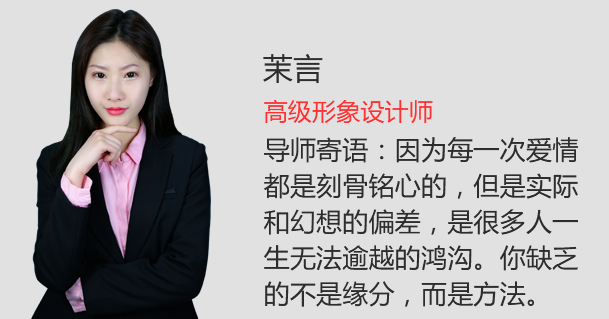 茉言
高级形象设计师
导师寄语：因为每一次爱情
都是刻骨铭心的，但是实际
和幻想的偏差，是很多人一
生无法逾越的鸿沟。你缺乏
的不是缘分，而是方法。